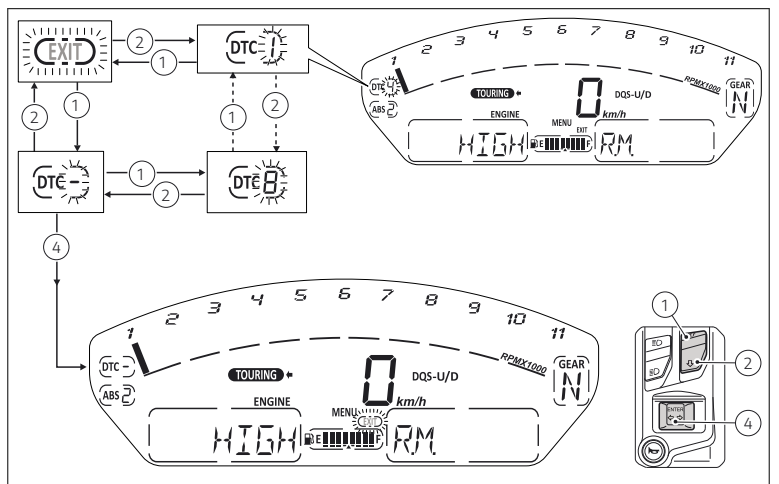 EXIT
2
1
DTC 1
1 2 3 4 5 6 7 8 9 10 11
RPMX1000
DTC 4
ABS 2
TOURING
0
km/h
DQS-U/D
GEAR
N
ENGINE
MENU
EXIT
HIGH
E F
R.M.
2
1
1
2
DTC -
1
2
DTC 8
4
1 2 3 4 5 6 7 8 9 10 11
RPMX1000
DTC -
ABS 2
TOURING
0
km/h
DQS-U/D
GEAR
N
ENGINE
MENU
EXIT
HIGH
E F
R.M.
1
2
ENTER
4